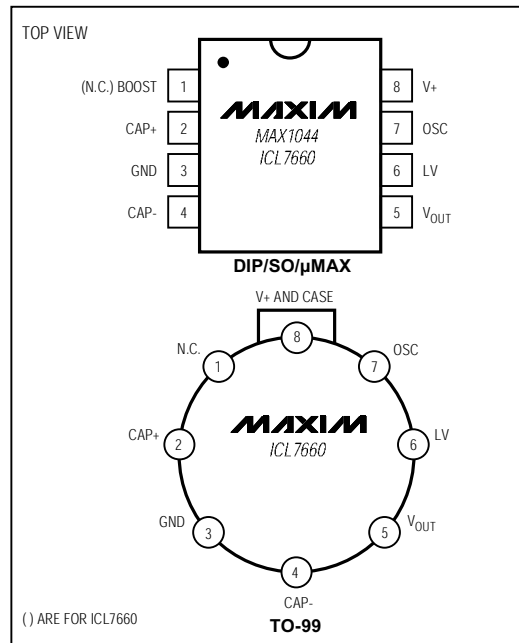 TOP VIEW
(N.C.) BOOST 1
CAP+ 2
GND 3
CAP- 4
MAXIM
MAX1044
ICL7660
8 V+
7 OSC
6 LV
5 VOUT
DIP/SO/µMAX
V+ AND CASE
8
N.C.
1
OSC
7
CAP+ 2
MAXIM
ICL7660
6 LV
GND
3
VOUT
5
4
CAP-
TO-99
( ) ARE FOR ICL7660